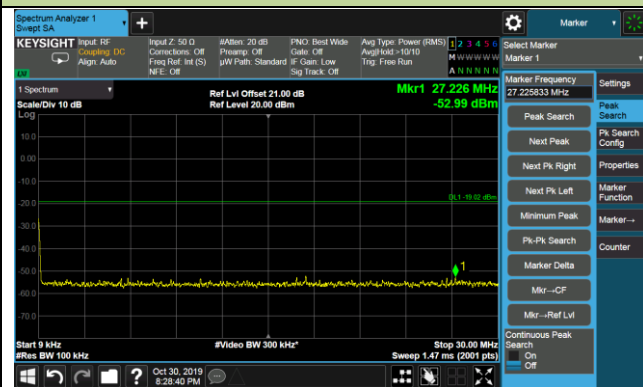 Spectrum Analyzer 1
Swept SA
Marker
KEYSIGHT
Input: RF
Coupling: DC
Align: Auto
Input Z: 50 Ω
Corrections: Off
Freq Ref: Int (S)
NFE: Off
#Atten: 20 dB
Preamp: Off
µW Path: Standard
PNO: Best Wide
Gate: Off
IF Gain: Low
Sig Track: Off
Avg Type: Power (RMS)
Avg|Hold:>10/10
Trig: Free Run
1 2 3 4 5 6
M W W W W W
A N N N N N
LXI
Select Marker
Marker 1
1 Spectrum
Scale/Div 10 dB
Log
Ref Lvl Offset 21.00 dB
Ref Level 20.00 dBm
Mkr1 27.226 MHz
-52.99 dBm
10.0
0.00
-10.0
-20.0
-30.0
-40.0
-50.0
-60.0
-70.0
DL1 -19.02 dBm
1
Start 9 kHz
#Res BW 100 kHz
#Video BW 300 kHz*
Stop 30.00 MHz
Sweep 1.47 ms (2001 pts)
Marker Frequency
27.225833 MHz
Peak Search
Next Peak
Next Pk Right
Next Pk Left
Minimum Peak
Pk-Pk Search
Marker Delta
Mkr→CF
Mkr→Ref Lvl
Continuous Peak
Search
On
Off
Settings
Peak
Search
Pk Search
Config
Properties
Marker
Function
Marker→
Counter
?
Oct 30, 2019
8:28:40 PM